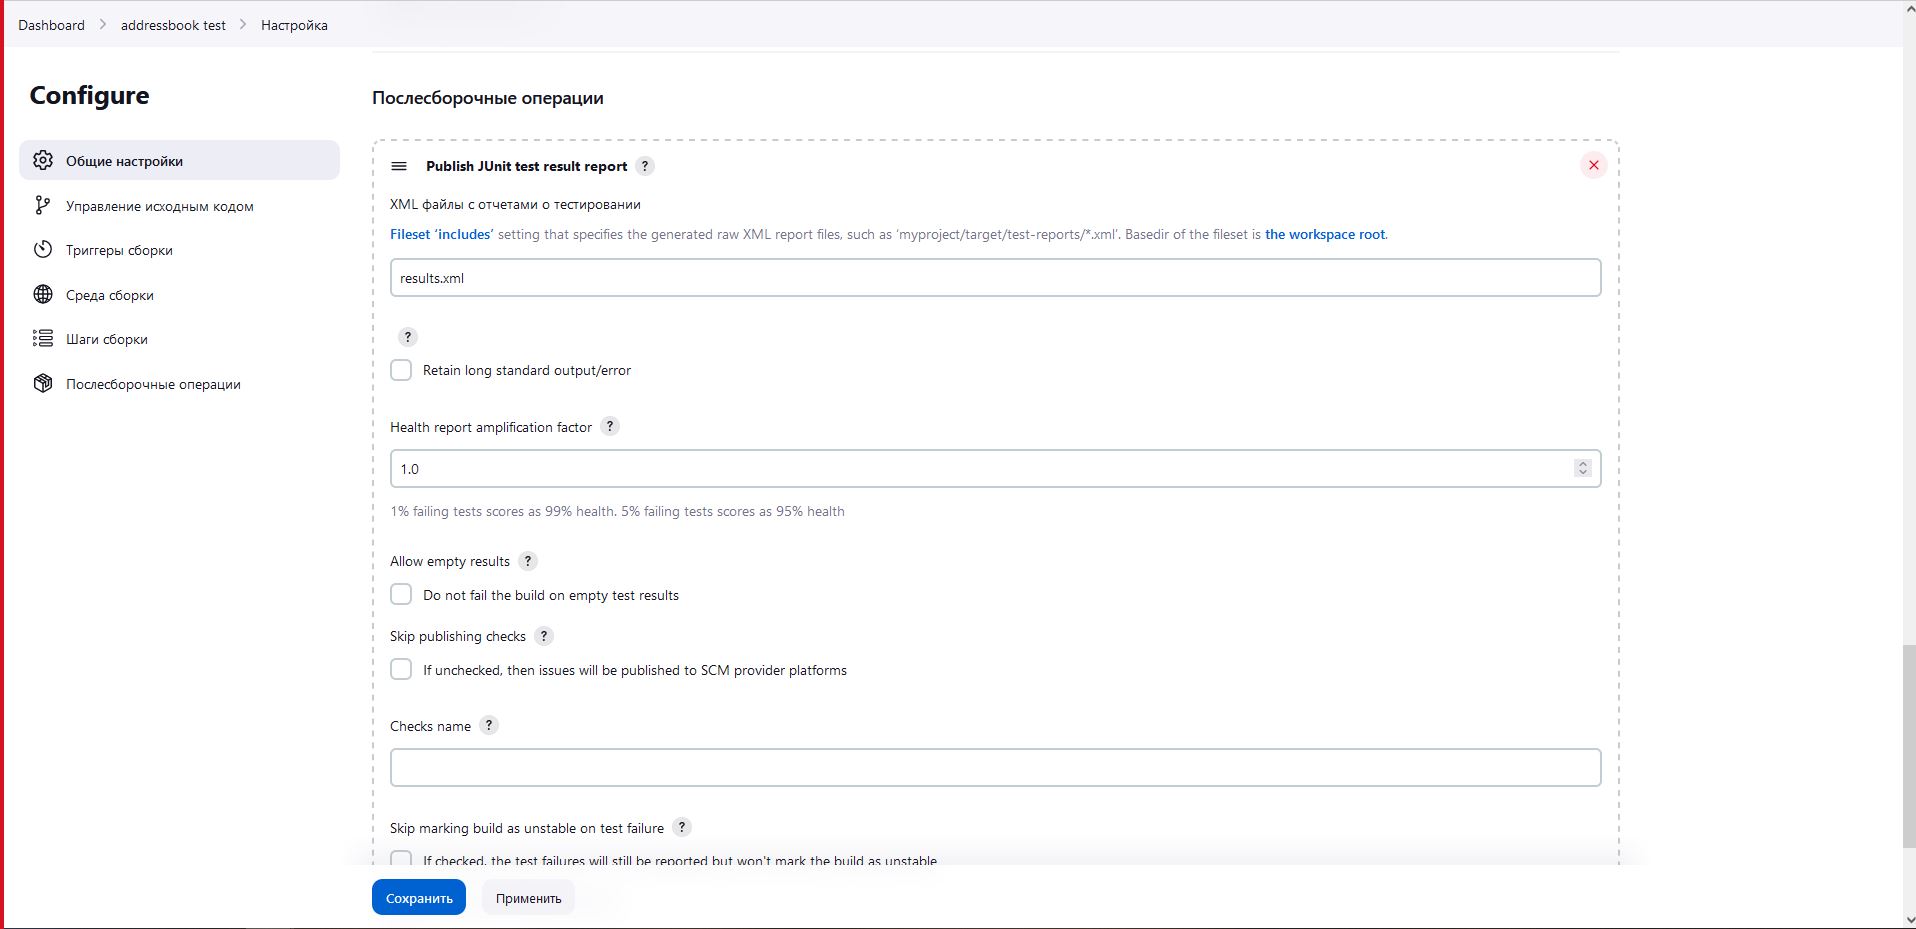 Dashboard > addressbook test > Настройка
Configure
Общие настройки
Управление исходным кодом
Триггеры сборки
Среда сборки
Шаги сборки
Послесборочные операции
Послесборочные операции
Publish JUnit test result report ?
XML файлы с отчетами о тестировании
Fileset ‘includes’ setting that specifies the generated raw XML report files, such as ‘myproject/target/test-reports/*.xml’. Basedir of the fileset is the workspace root.
results.xml
?
Retain long standard output/error
Health report amplification factor ?
1.0
1% failing tests scores as 99% health. 5% failing tests scores as 95% health
Allow empty results ?
Do not fail the build on empty test results
Skip publishing checks ?
If unchecked, then issues will be published to SCM provider platforms
Checks name ?
Skip marking build as unstable on test failure ?
If checked, the test failures will still be reported but won't mark the build as unstable
Сохранить
Применить